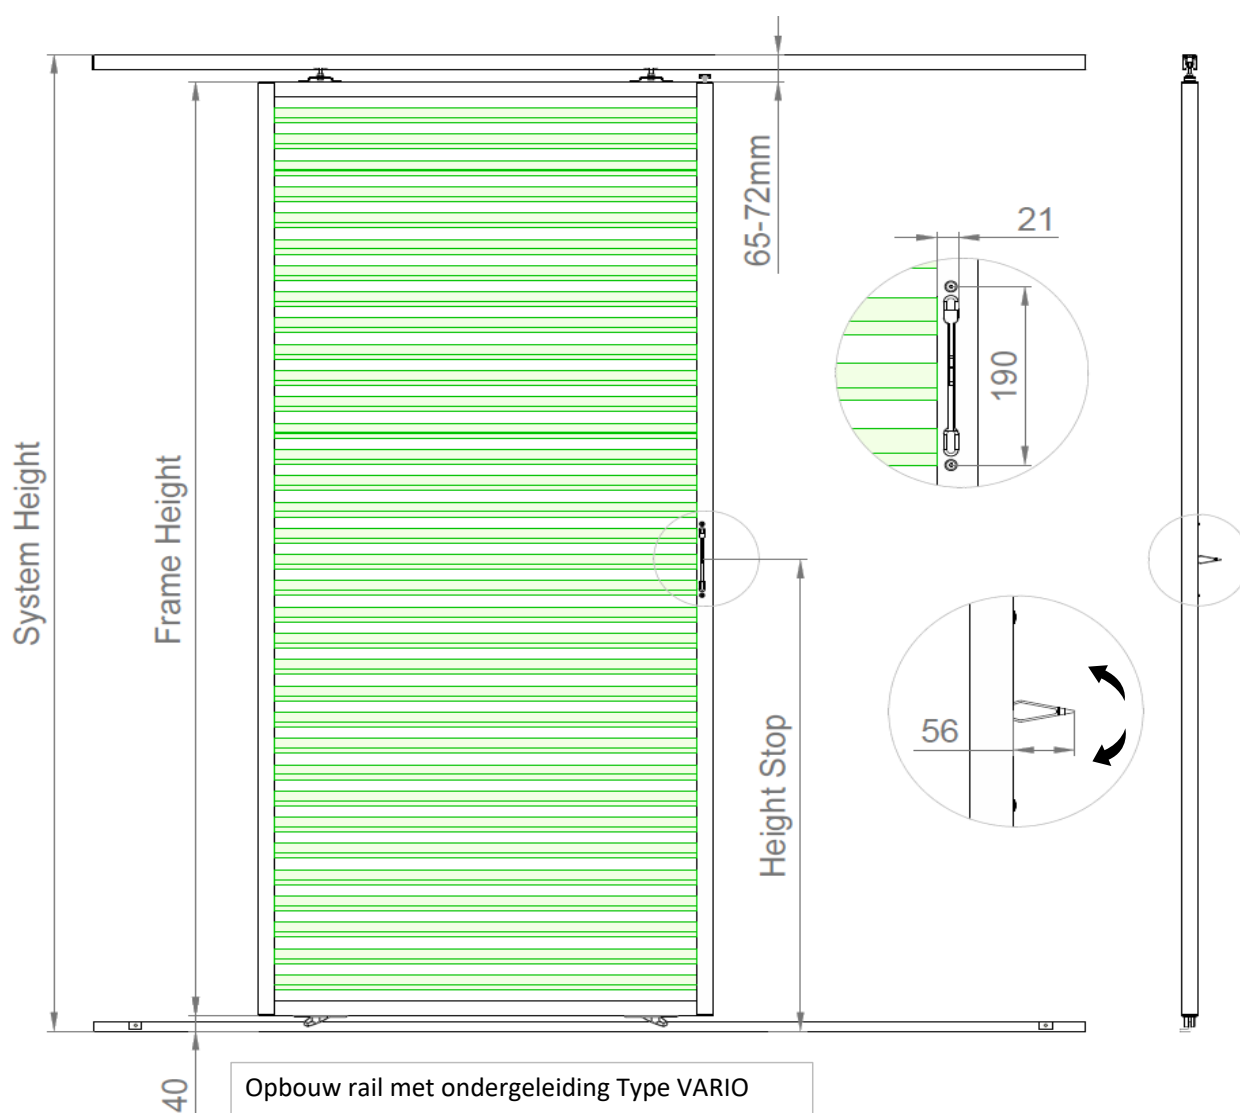 65-72mm
21
190
System Height
Frame Height
56
Height Stop
40
Opbouw rail met ondergeleiding Type VARIO